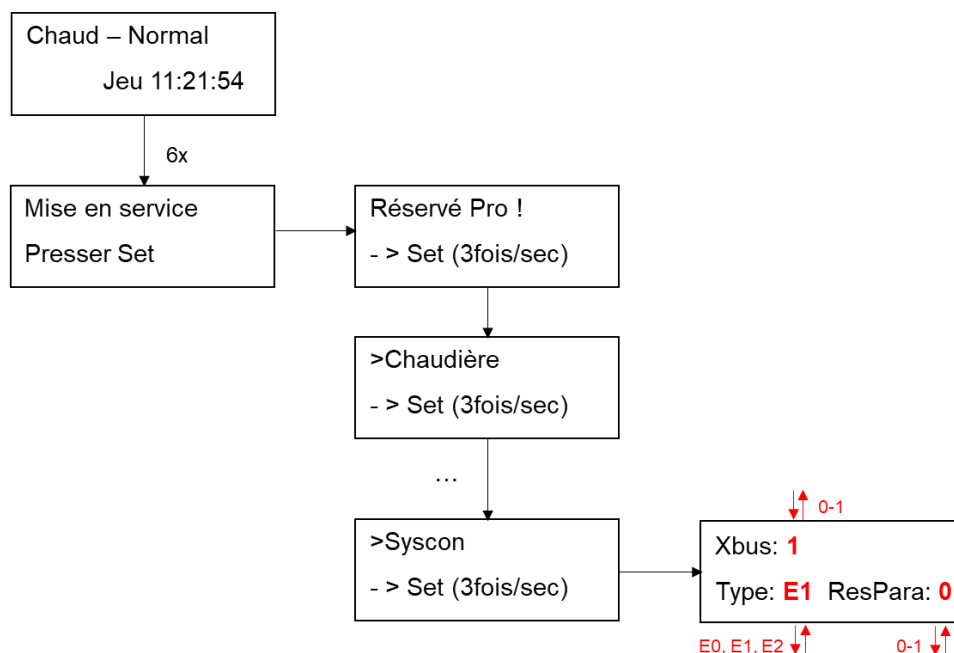 Chaud – Normal
Jeu 11:21:54
6x
Mise en service
Presser Set
Réservé Pro !
- > Set (3fois/sec)
>Chaudière
- > Set (3fois/sec)
...
>Syscon
- > Set (3fois/sec)
0-1
Xbus: 1
Type: E1 ResPara: 0
E0, E1, E2 0-1